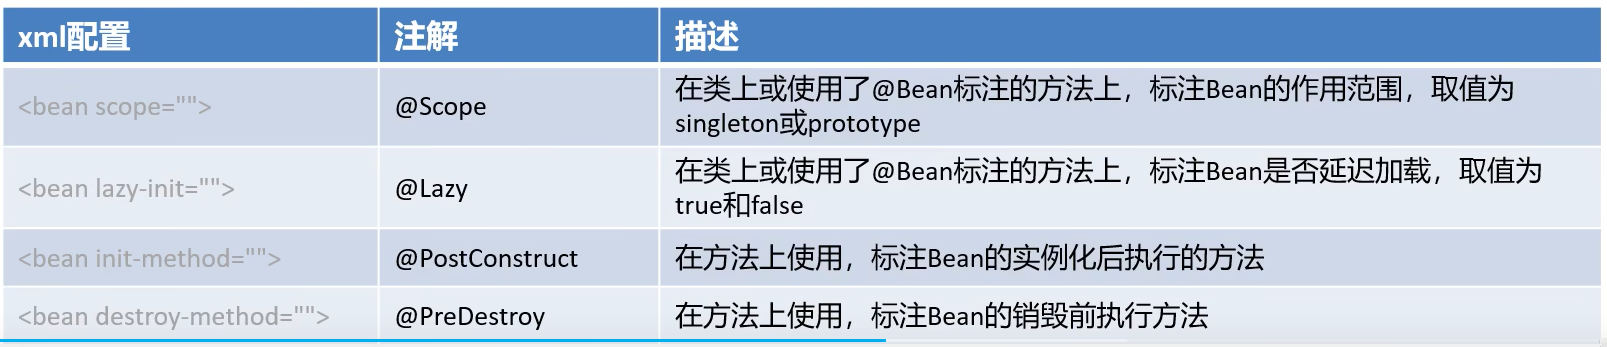 xml配置 注解 描述
<bean scope=""> @Scope 在类上或使用了@Bean标注的方法上，标注Bean的作用范围，取值为
singleton或prototype
<bean lazy-init=""> @Lazy 在类上或使用了@Bean标注的方法上，标注Bean是否延迟加载，取值为
true和false
<bean init-method=""> @PostConstruct 在方法上使用，标注Bean的实例化后执行的方法
<bean destroy-method=""> @PreDestroy 在方法上使用，标注Bean的销毁前执行方法